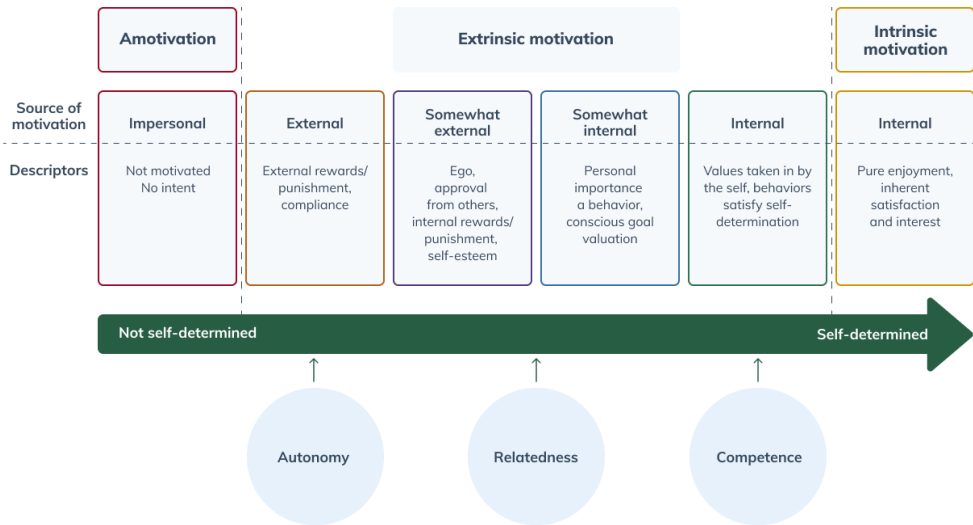 Amotivation
Extrinsic motivation
Intrinsic
motivation
Source of
motivation
Impersonal
External
Somewhat
external
Somewhat
internal
Internal
Internal
Descriptors
Not motivated
No intent
External rewards/
punishment,
compliance
Ego,
approval
from others,
internal rewards/
punishment,
self-esteem
Personal
importance
a behavior,
conscious goal
valuation
Values taken in by
the self, behaviors
satisfy self-
determination
Pure enjoyment,
inherent
satisfaction
and interest
Not self-determined
Self-determined
Autonomy
Relatedness
Competence